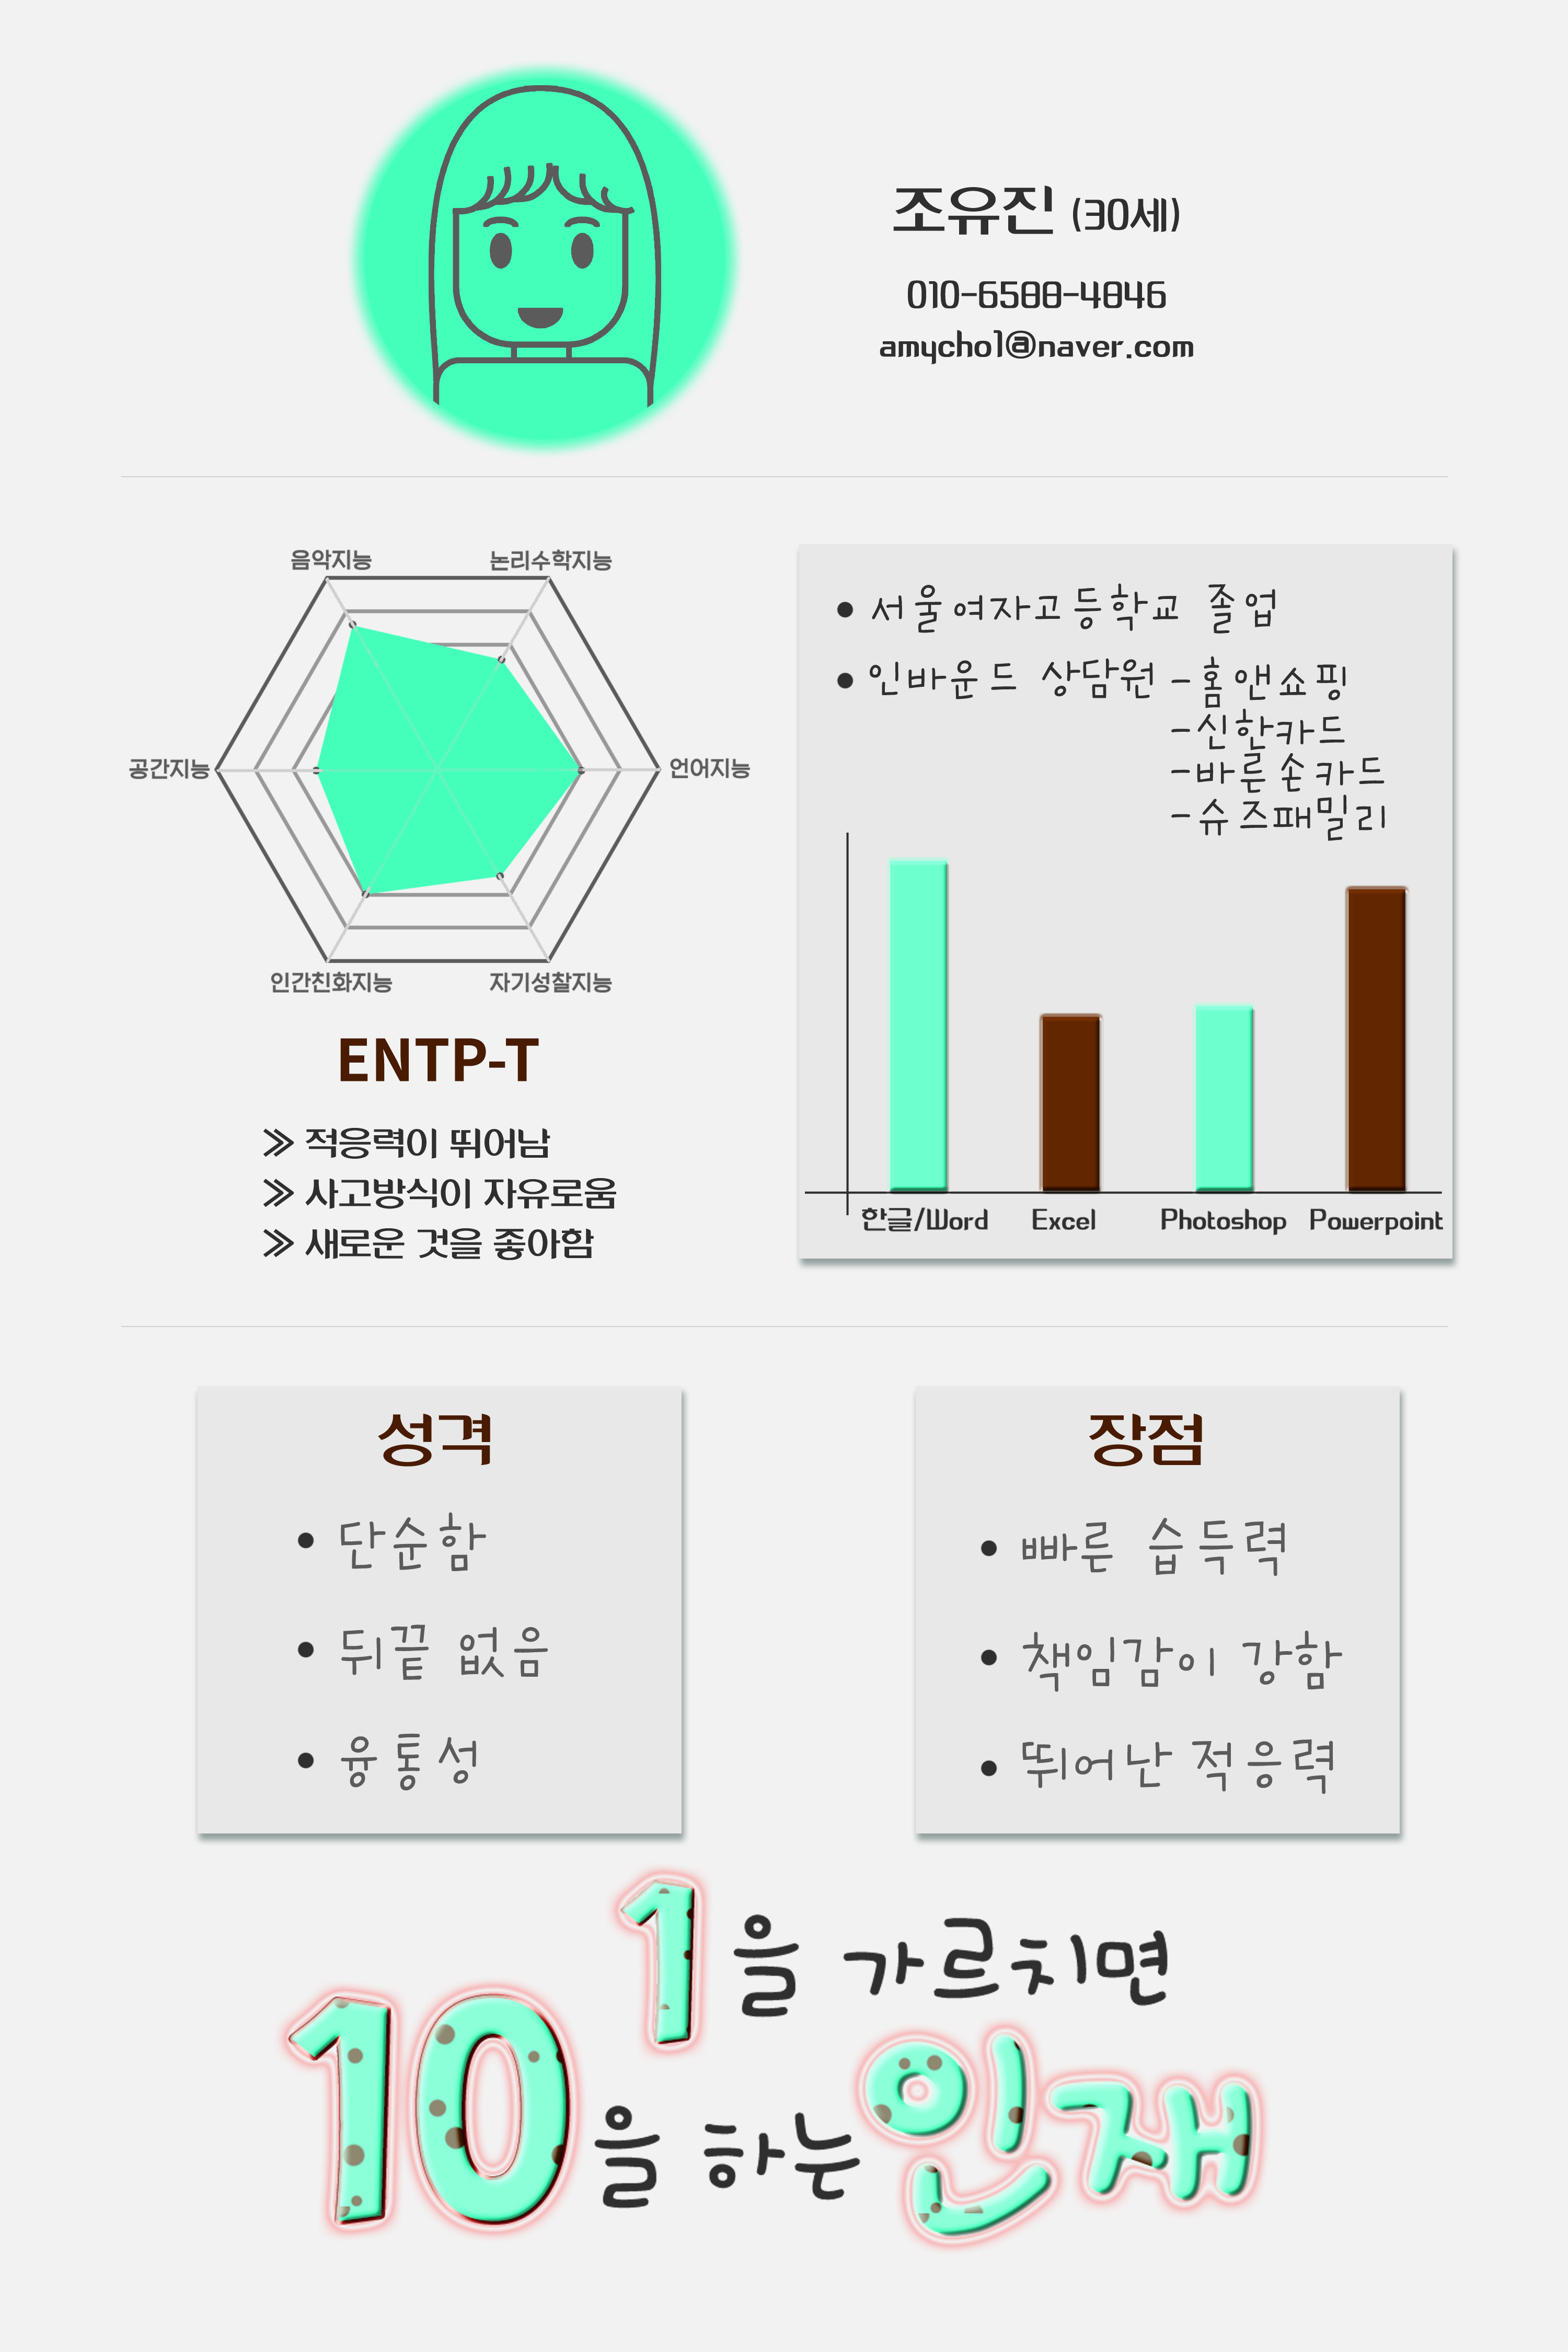 조유진 (30세)
010-6588-4846
amycho1@naver.com
음악지능
논리수학지능
공간지능
언어지능
인간친화지능
자기성찰지능
ENTP-T
≫ 적응력이 뛰어남
≫ 사고방식이 자유로움
≫ 새로운 것을 좋아함
● 서울여자고등학교 졸업
● 인바운드 상담원 -홈앤쇼핑
-신한카드
-바른손카드
-슈즈패밀리
한글/Word Excel Photoshop Powerpoint
성격
● 단순함
● 뒤끝 없음
● 융통성
장점
● 빠른 습득력
● 책임감이 강함
● 뛰어난 적응력
1을 가르치면
10을 하는 인재